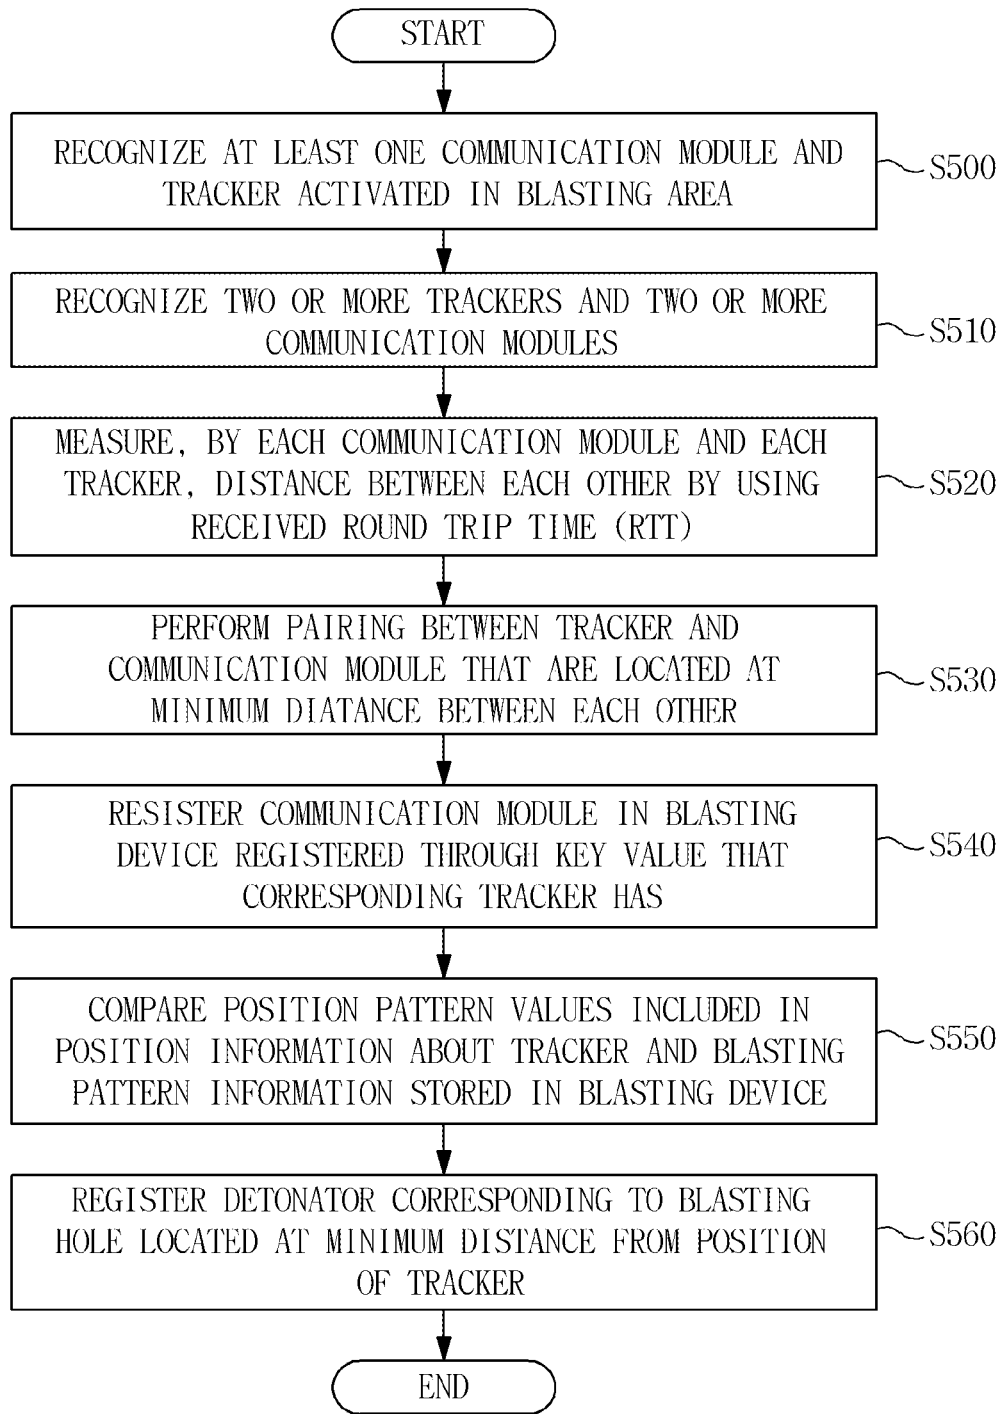 START
RECOGNIZE AT LEAST ONE COMMUNICATION MODULE AND
TRACKER ACTIVATED IN BLASTING AREA
S500
RECOGNIZE TWO OR MORE TRACKERS AND TWO OR MORE
COMMUNICATION MODULES
S510
MEASURE, BY EACH COMMUNICATION MODULE AND EACH
TRACKER, DISTANCE BETWEEN EACH OTHER BY USING
RECEIVED ROUND TRIP TIME (RTT)
S520
PERFORM PAIRING BETWEEN TRACKER AND
COMMUNICATION MODULE THAT ARE LOCATED AT
MINIMUM DIATANCE BETWEEN EACH OTHER
S530
RESISTER COMMUNICATION MODULE IN BLASTING
DEVICE REGISTERED THROUGH KEY VALUE THAT
CORRESPONDING TRACKER HAS
S540
COMPARE POSITION PATTERN VALUES INCLUDED IN
POSITION INFORMATION ABOUT TRACKER AND BLASTING
PATTERN INFORMATION STORED IN BLASTING DEVICE
S550
REGISTER DETONATOR CORRESPONDING TO BLASTING
HOLE LOCATED AT MINIMUM DISTANCE FROM POSITION
OF TRACKER
S560
END